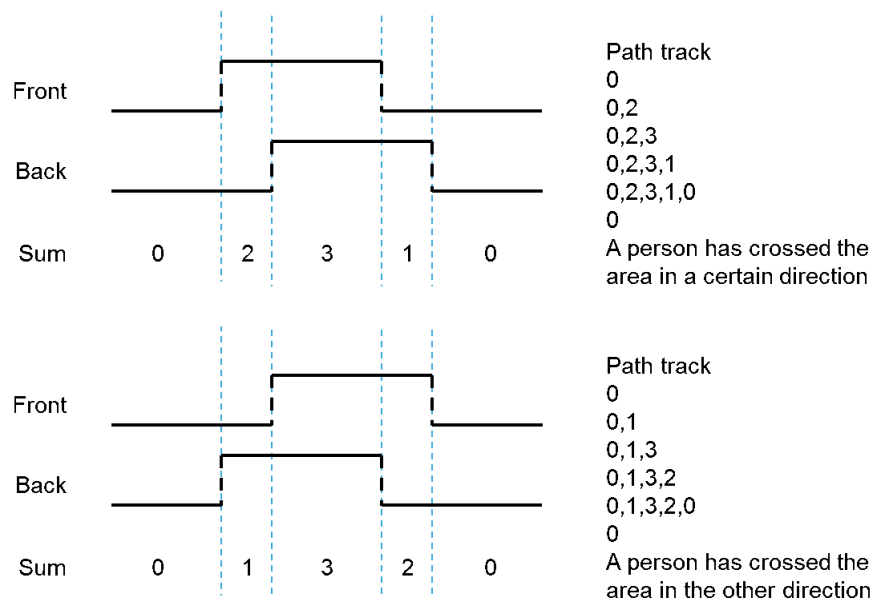 Front
Back
Sum 0 2 3 1 0
Path track
0
0,2
0,2,3
0,2,3,1
0,2,3,1,0
0
A person has crossed the
area in a certain direction
Front
Back
Sum 0 1 3 2 0
Path track
0
0,1
0,1,3
0,1,3,2
0,1,3,2,0
0
A person has crossed the
area in the other direction